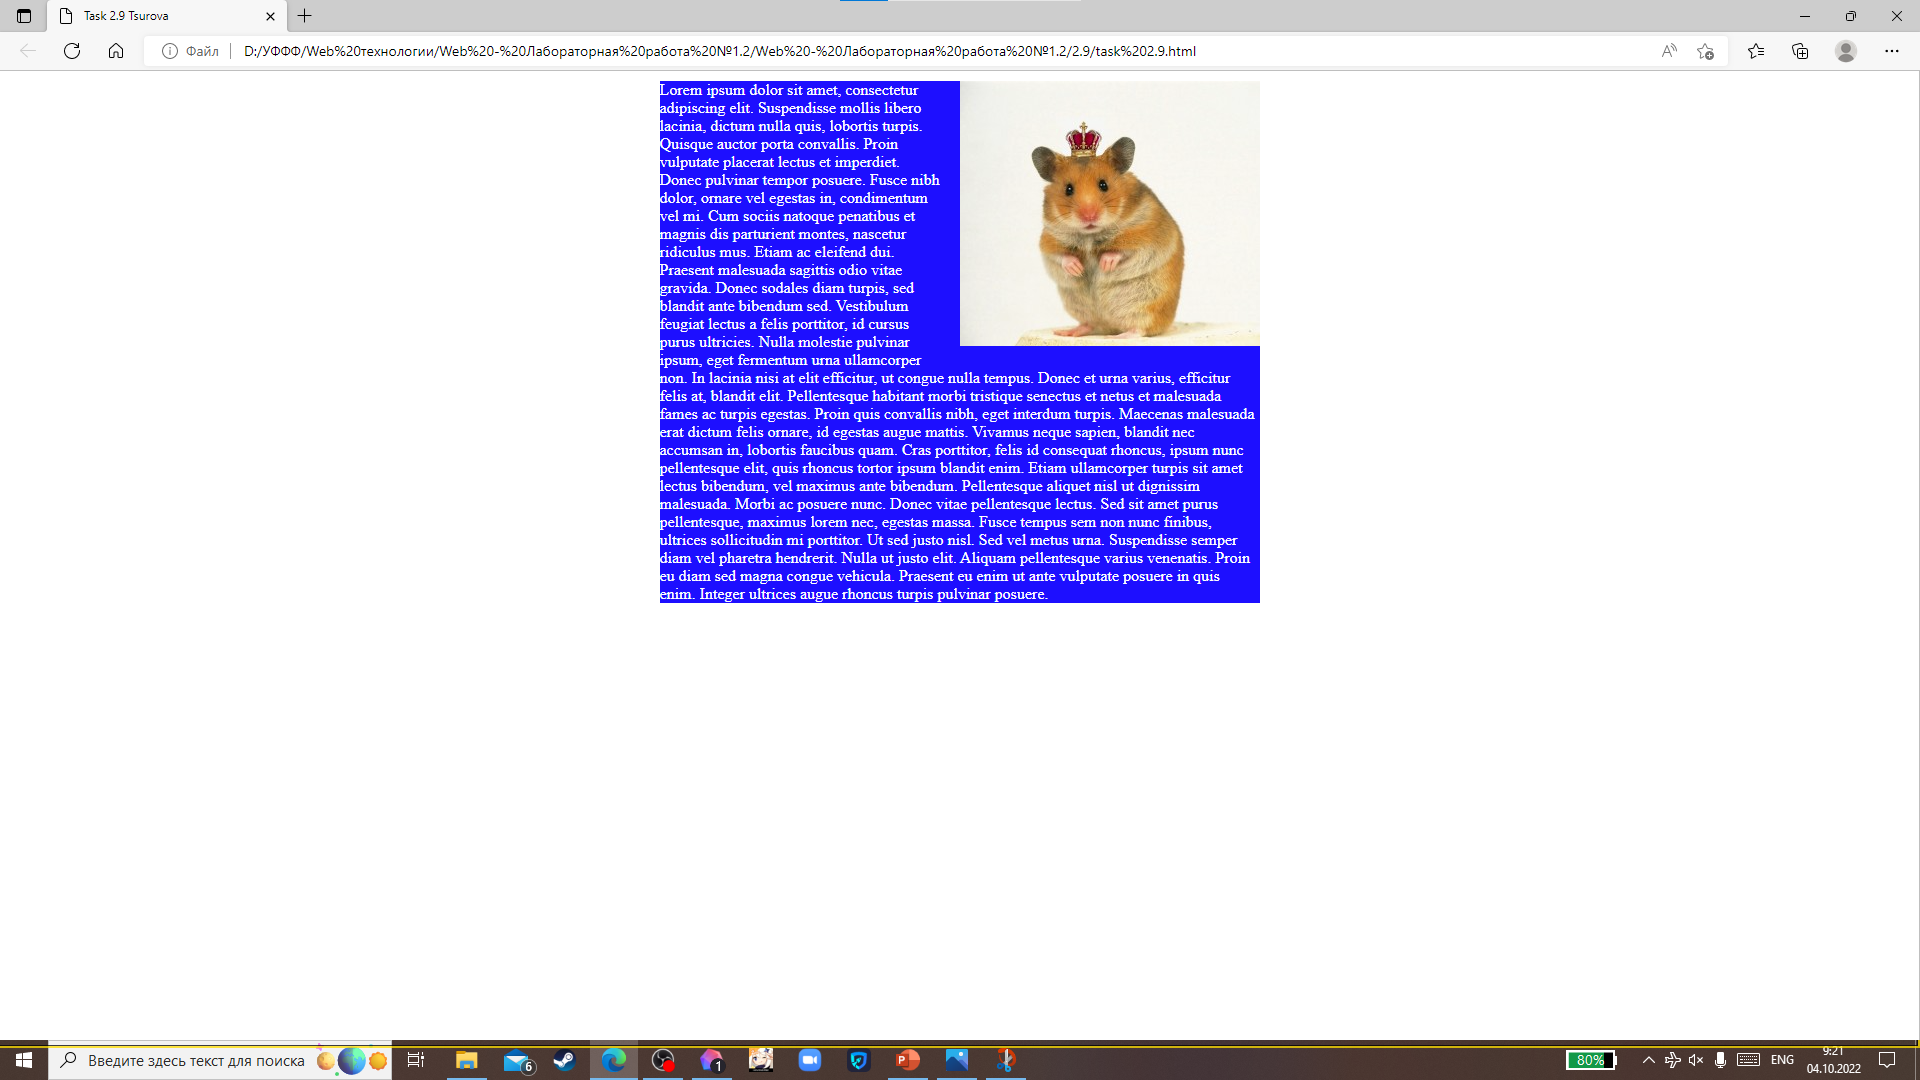 Task 2.9 Tsurova
Файл
D:/УФФФ/Web%20технологии/Web%20-%20Лабораторная%20работа%20№1.2/Web%20-%20Лабораторная%20работа%20№1.2/2.9/task%202.9.html
Lorem ipsum dolor sit amet, consectetur
adipiscing elit. Suspendisse mollis libero
lacinia, dictum nulla quis, lobortis turpis.
Quisque auctor porta convallis. Proin
vulputate placerat lectus et imperdiet.
Donec pulvinar tempor posuere. Fusce nibh
dolor, ornare vel egestas in, condimentum
vel mi. Cum sociis natoque penatibus et
magnis dis parturient montes, nascetur
ridiculus mus. Etiam ac eleifend dui.
Praesent malesuada sagittis odio vitae
gravida. Donec sodales diam turpis, sed
blandit ante bibendum sed. Vestibulum
feugiat lectus a felis porttitor, id cursus
purus ultricies. Nulla molestie pulvinar
ipsum, eget fermentum urna ullamcorper
non. In lacinia nisi at elit efficitur, ut congue nulla tempus. Donec et urna varius, efficitur
felis at, blandit elit. Pellentesque habitant morbi tristique senectus et netus et malesuada
fames ac turpis egestas. Proin quis convallis nibh, eget interdum turpis. Maecenas malesuada
erat dictum felis ornare, id egestas augue mattis. Vivamus neque sapien, blandit nec
accumsan in, lobortis faucibus quam. Cras porttitor, felis id consequat rhoncus, ipsum nunc
pellentesque elit, quis rhoncus tortor ipsum blandit enim. Etiam ullamcorper turpis sit amet
lectus bibendum, vel maximus ante bibendum. Pellentesque aliquet nisl ut dignissim
malesuada. Morbi ac posuere nunc. Donec vitae pellentesque lectus. Sed sit amet purus
pellentesque, maximus lorem nec, egestas massa. Fusce tempus sem non nunc finibus,
ultrices sollicitudin mi porttitor. Ut sed justo nisl. Sed vel metus urna. Suspendisse semper
diam vel pharetra hendrerit. Nulla ut justo elit. Aliquam pellentesque varius venenatis. Proin
eu diam sed magna congue vehicula. Praesent eu enim ut ante vulputate posuere in quis
enim. Integer ultrices augue rhoncus turpis pulvinar posuere.
Введите здесь текст для поиска
6
1
80%
ENG
9:21
04.10.2022